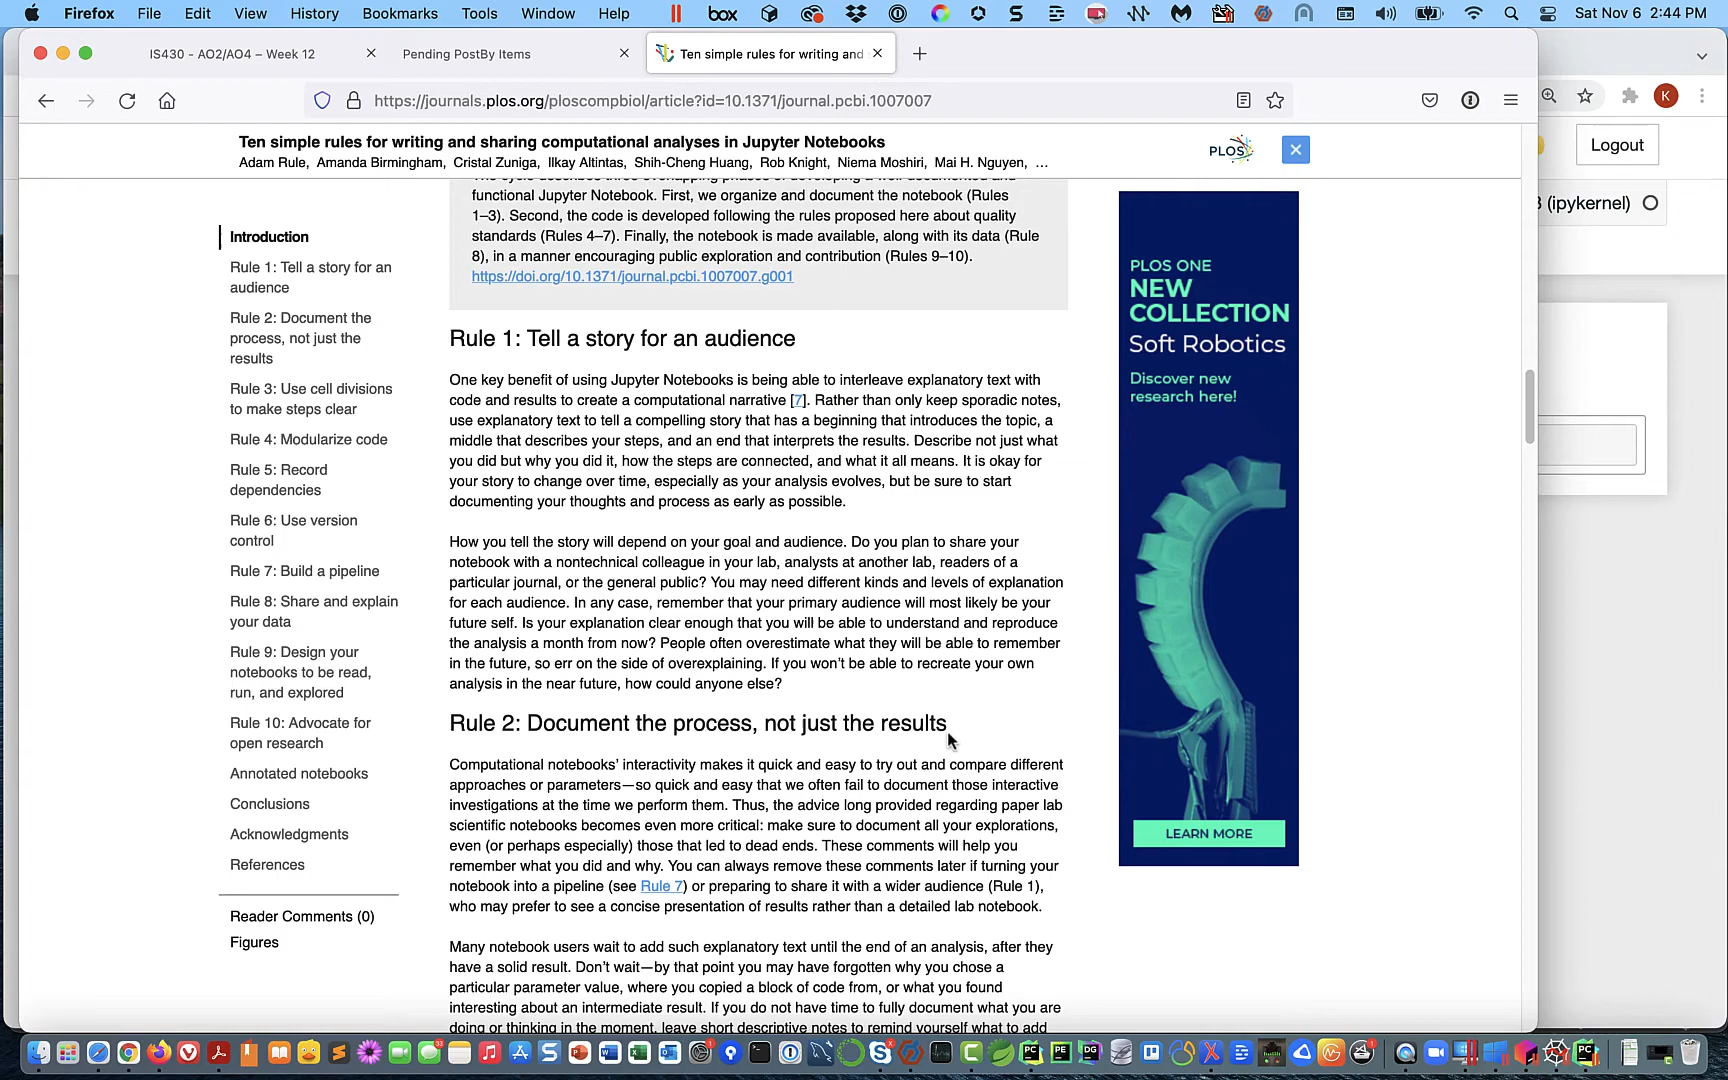 Firefox File Edit View History Bookmarks Tools Window Help box Sat Nov 6 2:44 PM
IS430 - AO2/AO4 – Week 12 Pending PostBy Items Ten simple rules for writing and
https://journals.plos.org/ploscompbiol/article?id=10.1371/journal.pcbi.1007007
K
Logout
(ipykernel)
Ten simple rules for writing and sharing computational analyses in Jupyter Notebooks
Adam Rule, Amanda Birmingham, Cristal Zuniga, Ilkay Altintas, Shih-Cheng Huang, Rob Knight, Niema Moshiri, Mai H. Nguyen, ...
PLOS
Introduction
Rule 1: Tell a story for an
audience
Rule 2: Document the
process, not just the
results
Rule 3: Use cell divisions
to make steps clear
Rule 4: Modularize code
Rule 5: Record
dependencies
Rule 6: Use version
control
Rule 7: Build a pipeline
Rule 8: Share and explain
your data
Rule 9: Design your
notebooks to be read,
run, and explored
Rule 10: Advocate for
open research
Annotated notebooks
Conclusions
Acknowledgments
References
Reader Comments (0)
Figures
functional Jupyter Notebook. First, we organize and document the notebook (Rules
1–3). Second, the code is developed following the rules proposed here about quality
standards (Rules 4–7). Finally, the notebook is made available, along with its data (Rule
8), in a manner encouraging public exploration and contribution (Rules 9–10).
https://doi.org/10.1371/journal.pcbi.1007007.g001
Rule 1: Tell a story for an audience
One key benefit of using Jupyter Notebooks is being able to interleave explanatory text with
code and results to create a computational narrative [7]. Rather than only keep sporadic notes,
use explanatory text to tell a compelling story that has a beginning that introduces the topic, a
middle that describes your steps, and an end that interprets the results. Describe not just what
you did but why you did it, how the steps are connected, and what it all means. It is okay for
your story to change over time, especially as your analysis evolves, but be sure to start
documenting your thoughts and process as early as possible.
How you tell the story will depend on your goal and audience. Do you plan to share your
notebook with a nontechnical colleague in your lab, analysts at another lab, readers of a
particular journal, or the general public? You may need different kinds and levels of explanation
for each audience. In any case, remember that your primary audience will most likely be your
future self. Is your explanation clear enough that you will be able to understand and reproduce
the analysis a month from now? People often overestimate what they will be able to remember
in the future, so err on the side of overexplaining. If you won't be able to recreate your own
analysis in the near future, how could anyone else?
Rule 2: Document the process, not just the results
Computational notebooks' interactivity makes it quick and easy to try out and compare different
approaches or parameters—so quick and easy that we often fail to document those interactive
investigations at the time we perform them. Thus, the advice long provided regarding paper lab
scientific notebooks becomes even more critical: make sure to document all your explorations,
even (or perhaps especially) those that led to dead ends. These comments will help you
remember what you did and why. You can always remove these comments later if turning your
notebook into a pipeline (see Rule 7) or preparing to share it with a wider audience (Rule 1),
who may prefer to see a concise presentation of results rather than a detailed lab notebook.
Many notebook users wait to add such explanatory text until the end of an analysis, after they
have a solid result. Don't wait—by that point you may have forgotten why you chose a
particular parameter value, where you copied a block of code from, or what you found
interesting about an intermediate result. If you do not have time to fully document what you are
doing or thinking in the moment, leave short descriptive notes to remind yourself what to add
PLOS ONE
NEW
COLLECTION
Soft Robotics
Discover new
research here!
LEARN MORE